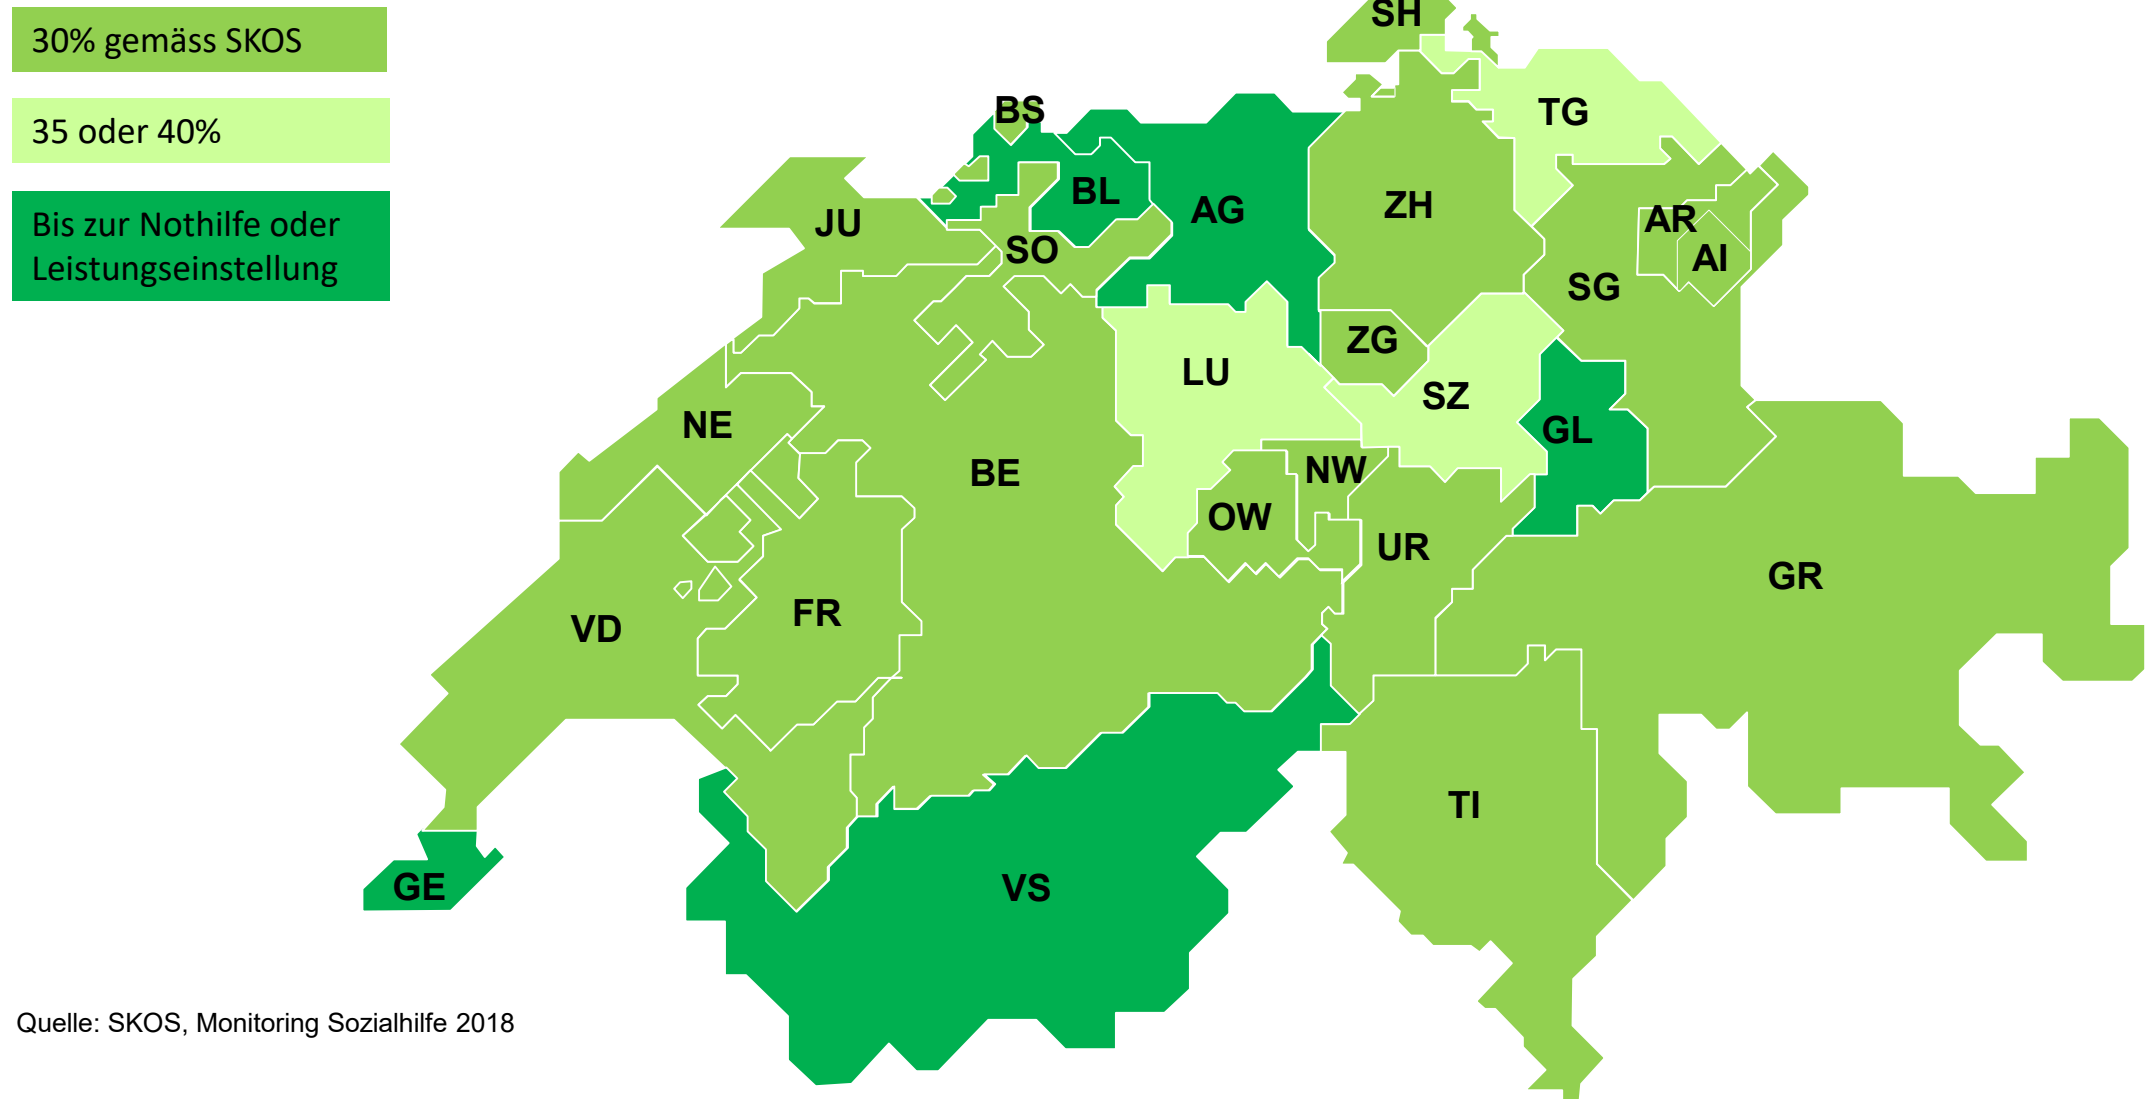 30% gemäss SKOS
35 oder 40%
Bis zur Nothilfe oder
Leistungseinstellung
SH
BS
TG
BL
AG
ZH
JU
SO
AR
AI
SG
ZG
LU
SZ
NE
GL
BE
NW
OW
UR
GR
FR
VD
TI
GE
VS
Quelle: SKOS, Monitoring Sozialhilfe 2018